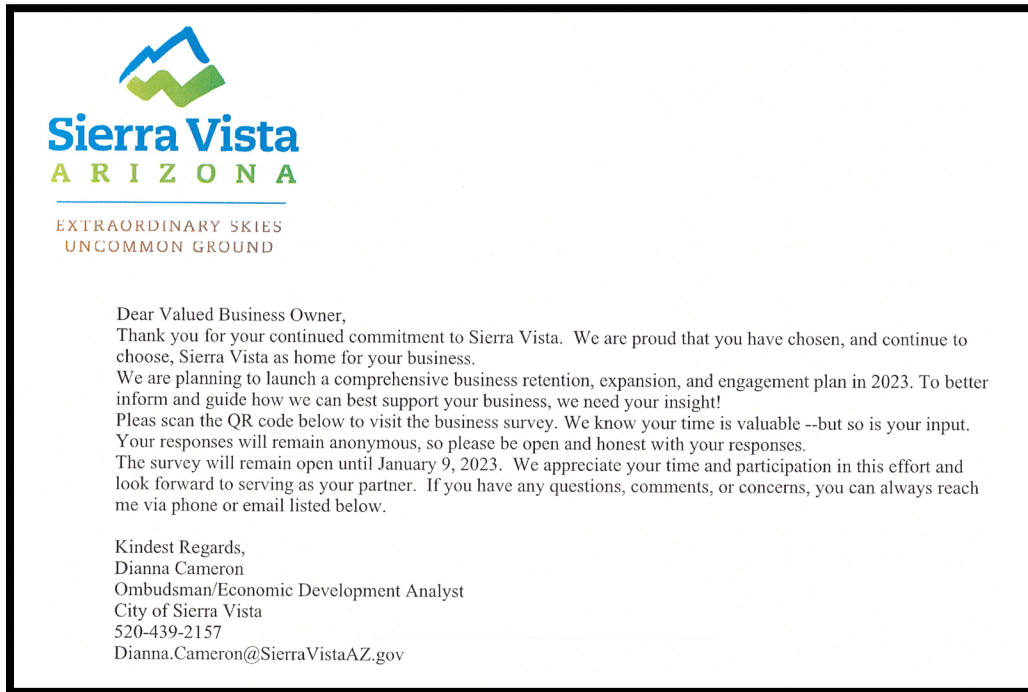 Sierra Vista
ARIZONA
EXTRAORDINARY SKIES
UNCOMMON GROUND
Dear Valued Business Owner,
Thank you for your continued commitment to Sierra Vista.  We are proud that you have chosen, and continue to
choose, Sierra Vista as home for your business.
We are planning to launch a comprehensive business retention, expansion, and engagement plan in 2023. To better
inform and guide how we can best support your business, we need your insight!
Pleas scan the QR code below to visit the business survey. We know your time is valuable --but so is your input.
Your responses will remain anonymous, so please be open and honest with your responses.
The survey will remain open until January 9, 2023.  We appreciate your time and participation in this effort and
look forward to serving as your partner.  If you have any questions, comments, or concerns, you can always reach
me via phone or email listed below.
Kindest Regards,
Dianna Cameron
Ombudsman/Economic Development Analyst
City of Sierra Vista
520-439-2157
Dianna.Cameron@SierraVistaAZ.gov